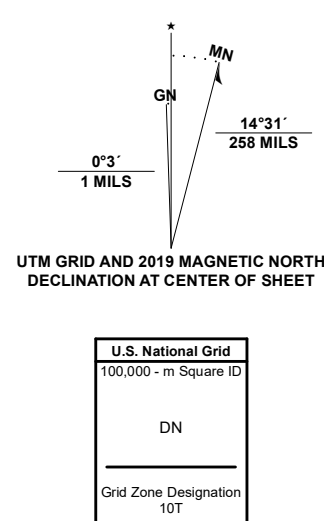 ★
MN
GN
14°31´
258 MILS
0°3´
1 MILS
UTM GRID AND 2019 MAGNETIC NORTH
DECLINATION AT CENTER OF SHEET
U.S. National Grid
100,000 - m Square ID
DN
Grid Zone Designation
10T